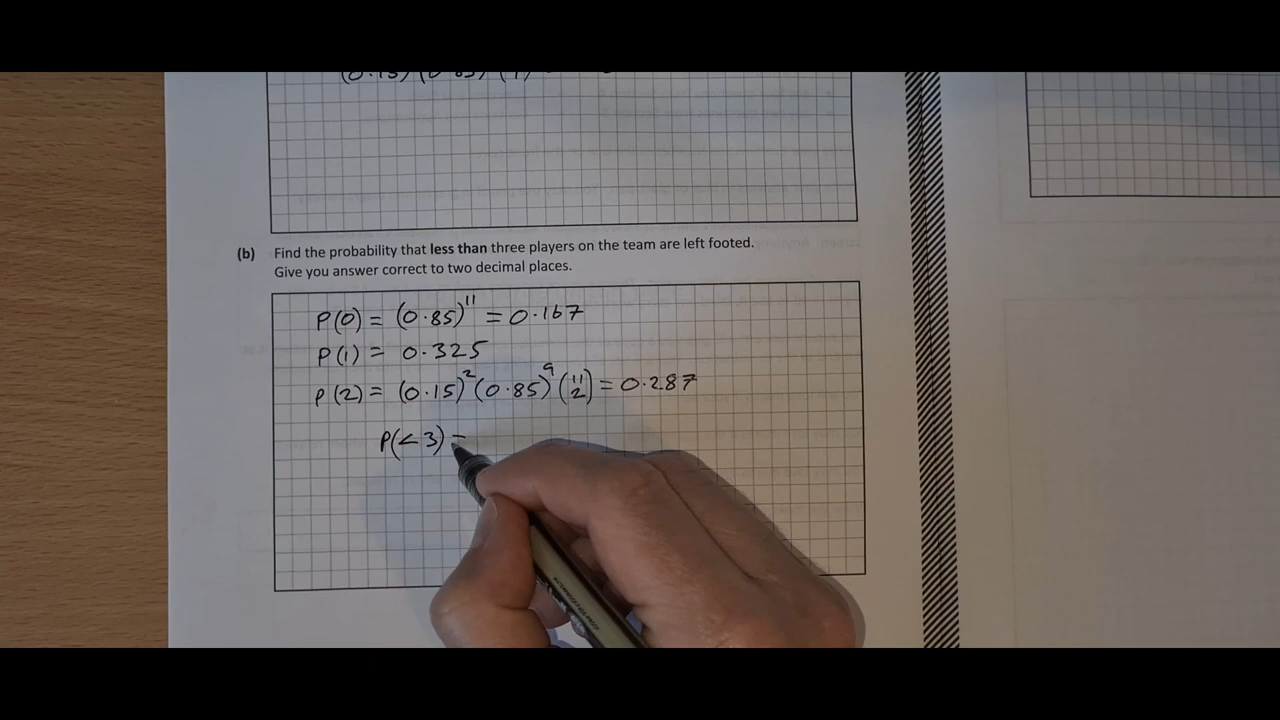 (b) Find the probability that less than three players on the team are left footed.
Give you answer correct to two decimal places.
P(0) = (0.85)^11 = 0.167
P(1) = 0.325
P(2) = (0.15)^2 (0.85)^9 (11 2) = 0.287
P(<3) =